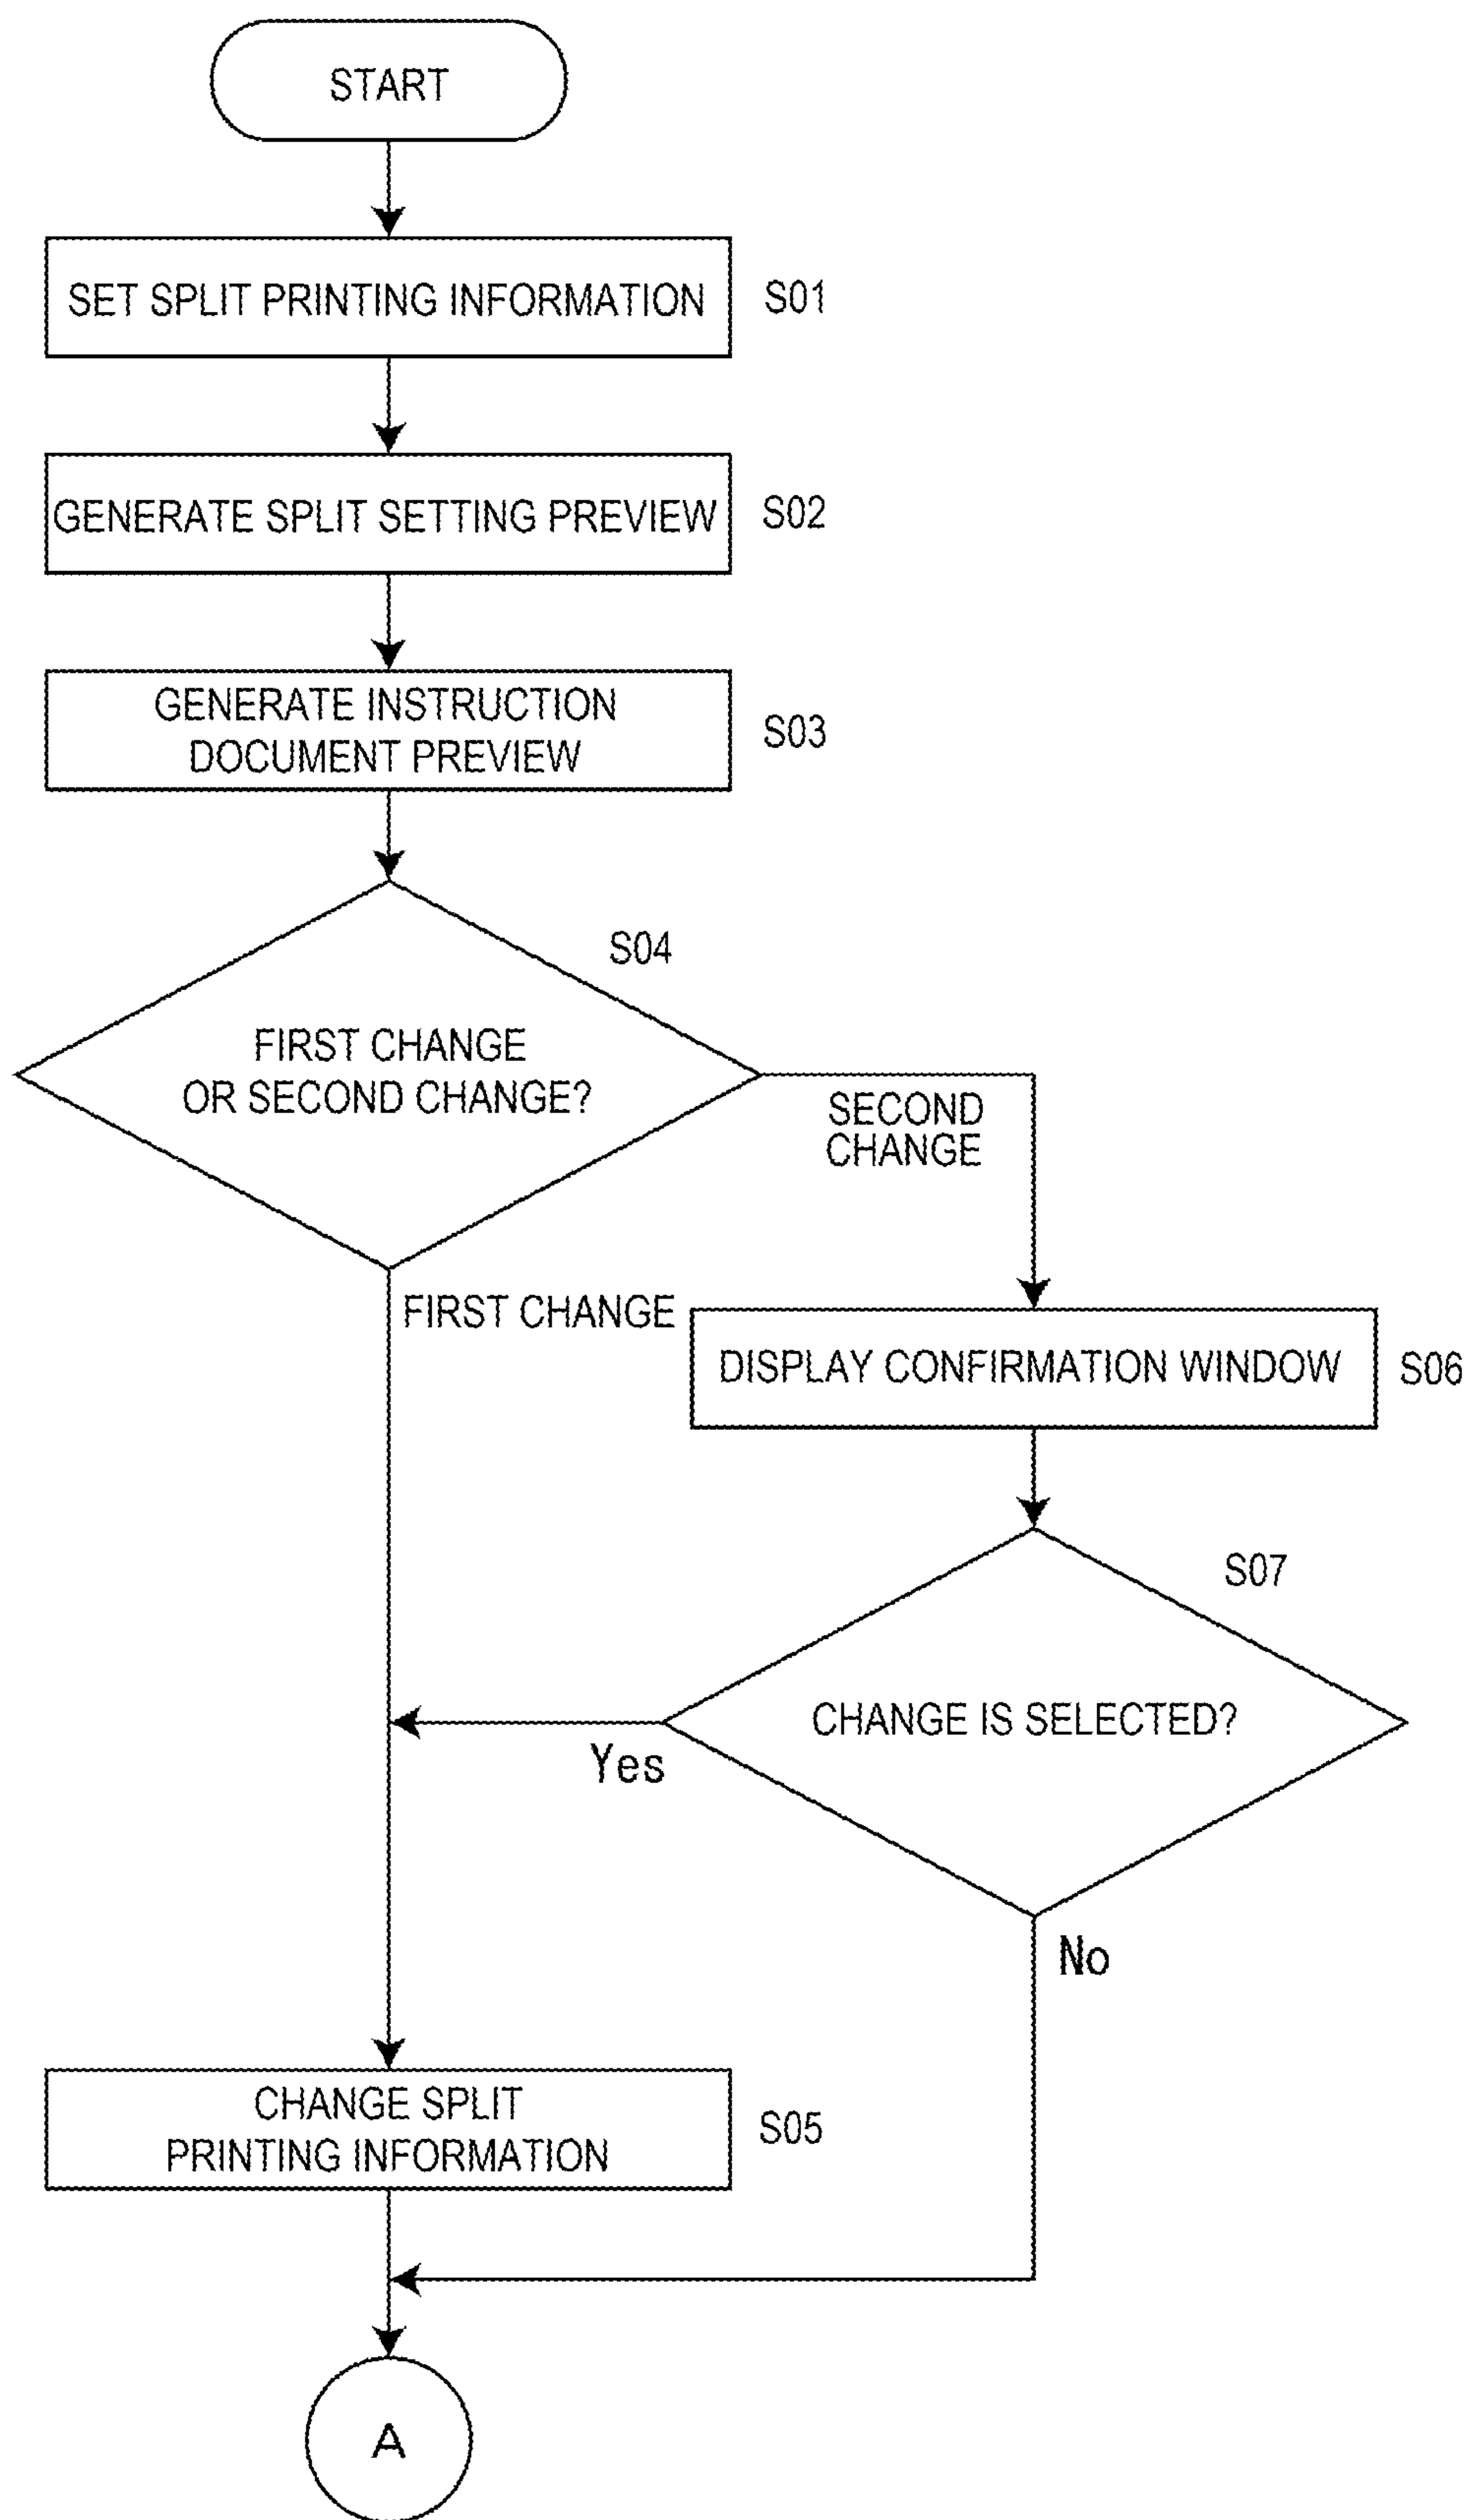 START
SET SPLIT PRINTING INFORMATION
S01
GENERATE SPLIT SETTING PREVIEW
S02
GENERATE INSTRUCTION
DOCUMENT PREVIEW
S03
S04
FIRST CHANGE
OR SECOND CHANGE?
SECOND
CHANGE
FIRST CHANGE
DISPLAY CONFIRMATION WINDOW
S06
S07
CHANGE IS SELECTED?
Yes
No
CHANGE SPLIT
PRINTING INFORMATION
S05
A